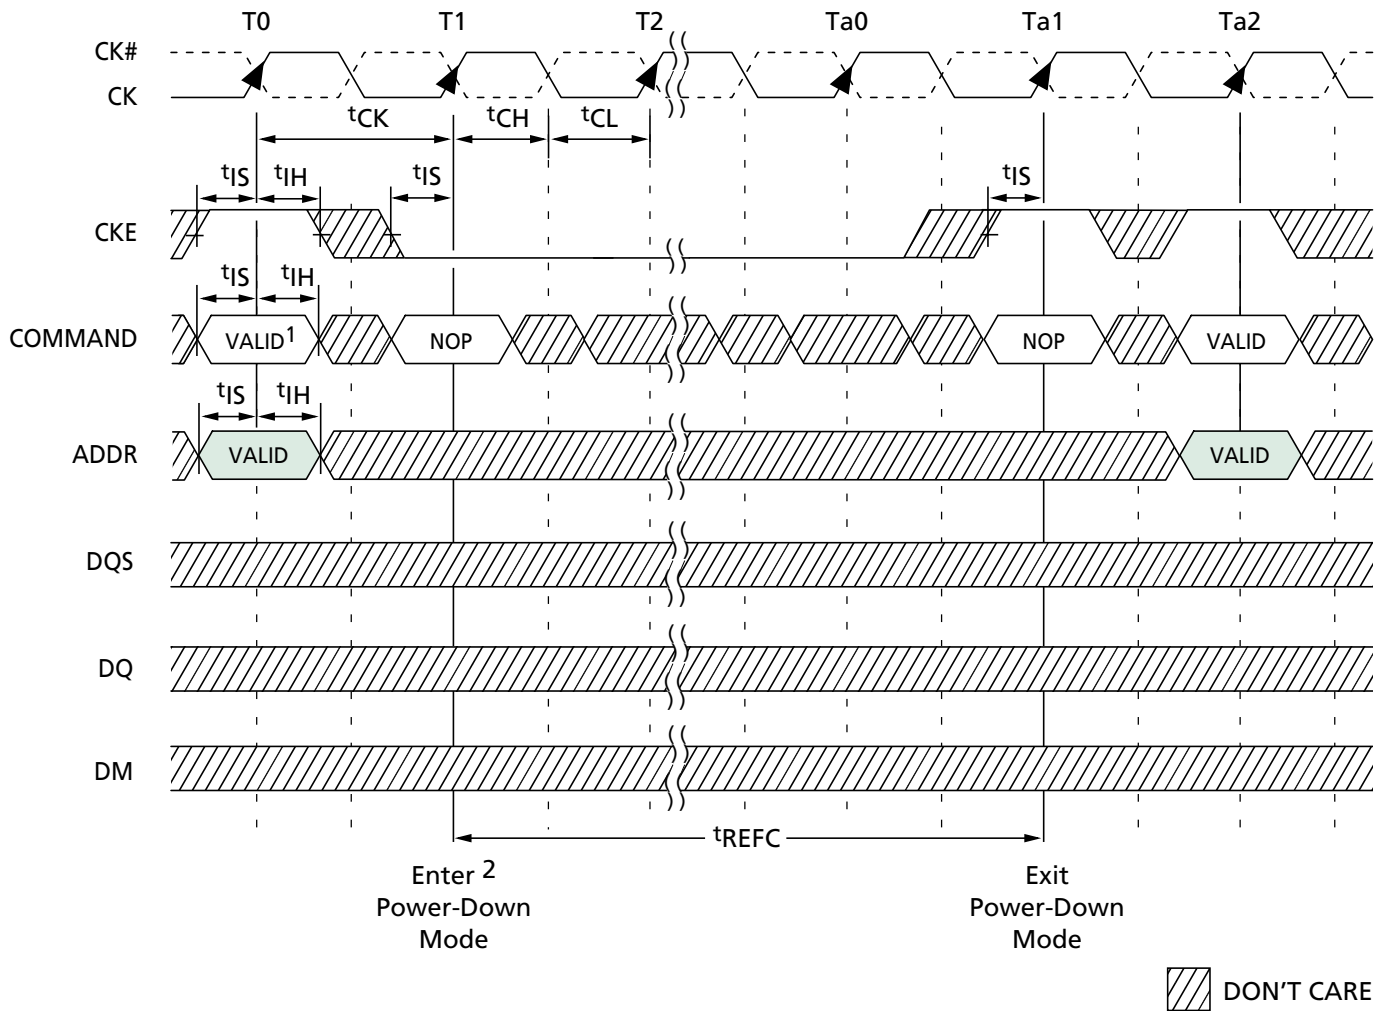 T0 T1 T2 Ta0 Ta1 Ta2
CK#
CK
tCK tCH tCL
tIS tIH tIS tIS
CKE
tIS tIH
COMMAND VALID1 NOP NOP VALID
tIS tIH
ADDR VALID VALID
DQS
DQ
DM
tREFC
Enter 2
Power-Down
Mode
Exit
Power-Down
Mode
DON'T CARE